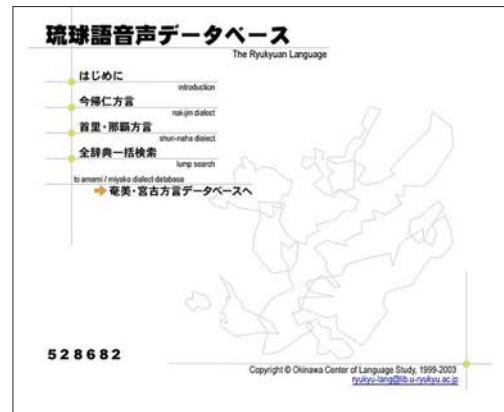 琉球語音声データベース
The Ryukyuan Language
はじめに
introduction
今帰仁方言
nakijin dialect
首里・那覇方言
shuri-naha dialect
全辞典一括検索
lump search
to amami / miyako dialect database
奄美・宮古方言データベースへ
528682
Copyright © Okinawa Center of Language Study, 1999-2003
ryukyu-lang@lib.u-ryukyu.ac.jp